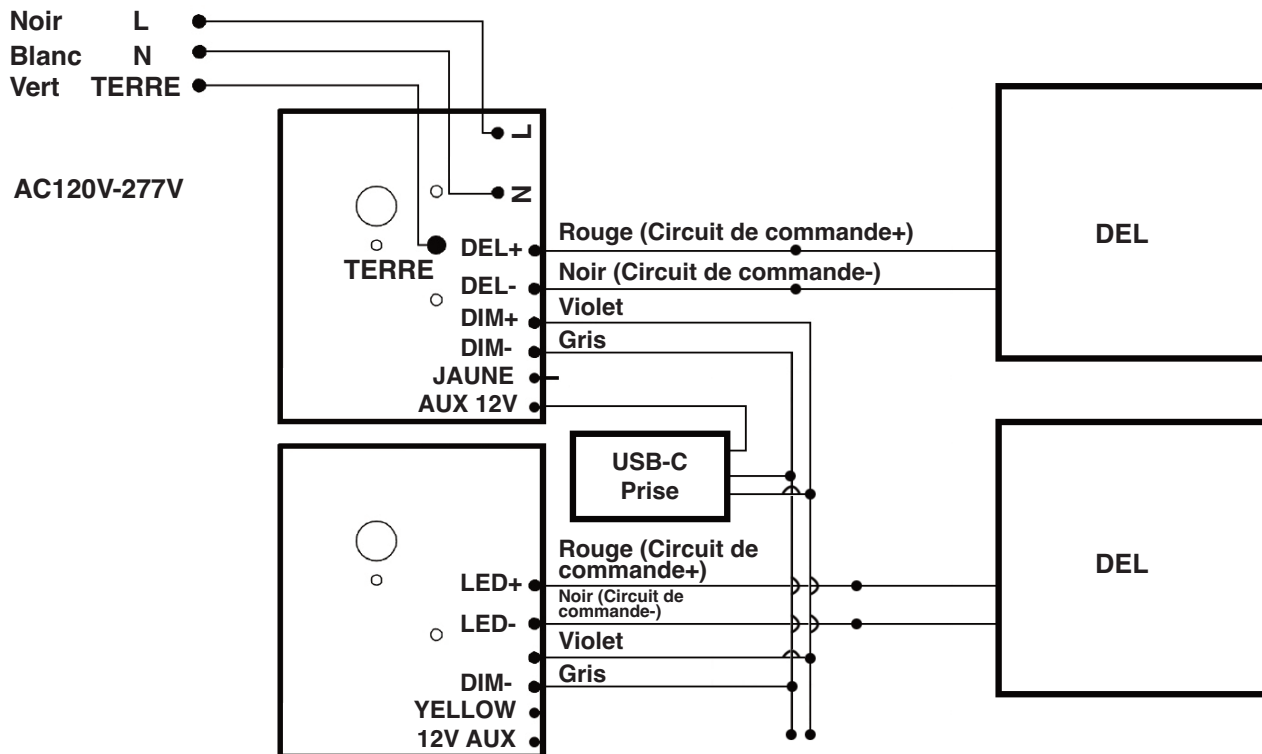 Noir L
Blanc N
Vert TERRE
AC120V-277V
L
N
TERRE
DEL+
DEL-
DIM+
DIM-
JAUNE
AUX 12V
Rouge (Circuit de commande+)
Noir (Circuit de commande-)
Violet
Gris
DEL
USB-C
Prise
LED+
LED-
DIM-
YELLOW
12V AUX
Rouge (Circuit de
commande+)
Noir (Circuit de
commande-)
Violet
Gris
DEL